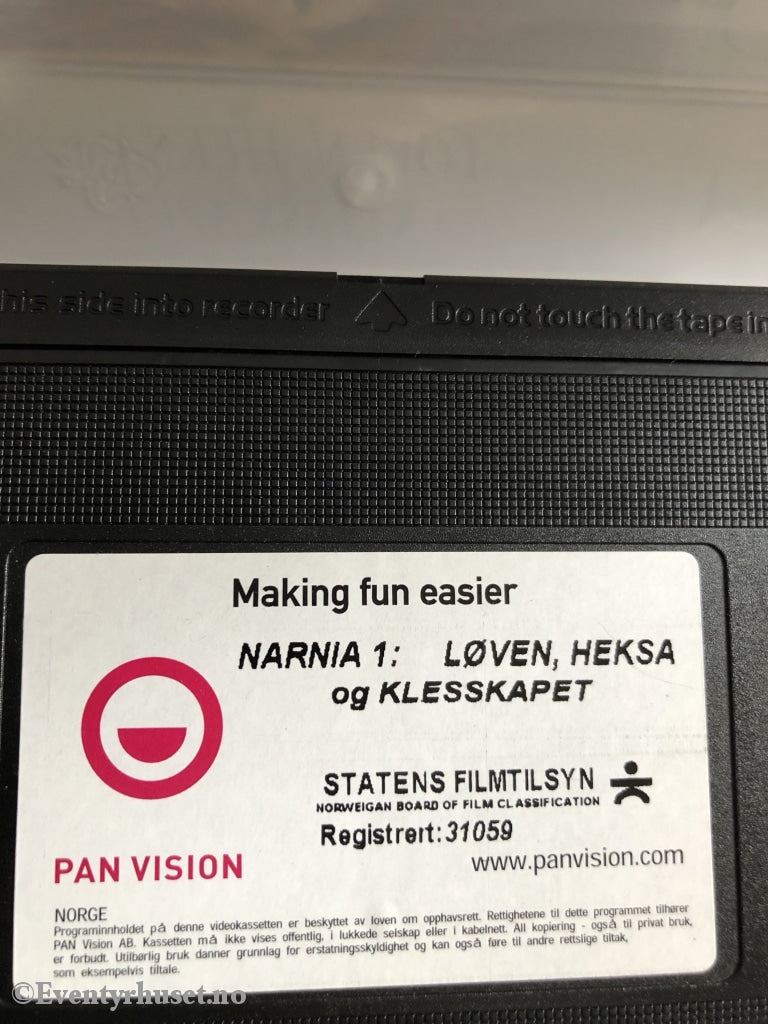 his side into recorder Do not touch the tape in
Making fun easier
NARNIA 1: LØVEN, HEKSA
og KLESSKAPET
STATENS FILMTILSYN
NORWEIGAN BOARD OF FILM CLASSIFICATION
Registrert:31059
www.panvision.com
PAN VISION
NORGE
Programinnholdet på denne videokassetten er beskyttet av loven om opphavsrett. Rettighetene til dette programmet tilhører
PAN Vision AB. Kassetten må ikke vises offentlig, i lukkede selskap eller i kabelnett. All kopiering - også til privat bruk,
er forbudt. Utilbørlig bruk danner grunnlag for erstatningsskyldighet og kan også føre til andre rettslige tiltak,
som eksempelvis tiltale.
©Eventyrhuset.no